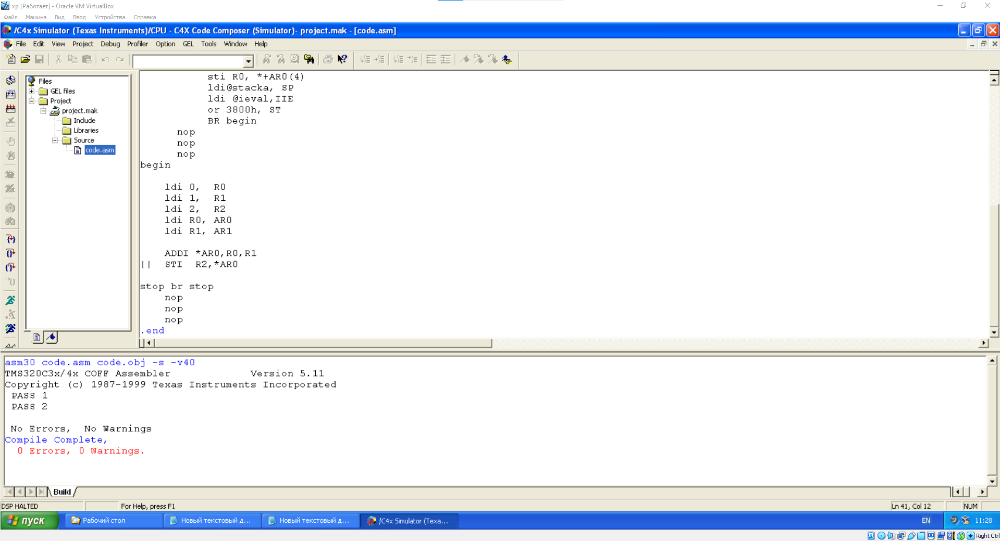 xp [Работает] - Oracle VM VirtualBox
Файл Машина Вид Ввод Устройства Справка
/C4x Simulator (Texas Instruments)/CPU - C4X Code Composer (Simulator)- project.mak - [code.asm]
File Edit View Project Debug Profiler Option GEL Tools Window Help
Files
GEL files
Project
project.mak
Include
Libraries
Source
code.asm
sti R0, *+AR0(4)
ldi@stacka, SP
ldi @ieval,IIE
or 3800h, ST
BR begin
nop
nop
nop
begin
ldi 0, R0
ldi 1, R1
ldi 2, R2
ldi R0, AR0
ldi R1, AR1
ADDI *AR0,R0,R1
|| STI R2,*AR0
stop br stop
nop
nop
nop
.end
asm30 code.asm code.obj -s -v40
TMS320C3x/4x COFF Assembler Version 5.11
Copyright (c) 1987-1999 Texas Instruments Incorporated
PASS 1
PASS 2
No Errors, No Warnings
Compile Complete,
0 Errors, 0 Warnings.
Build
DSP HALTED For Help, press F1 Ln 41, Col 12 NUM
пуск Рабочий стол Новый текстовый д... Новый текстовый д... /C4x Simulator (Texa... EN 11:28
Right Ctrl